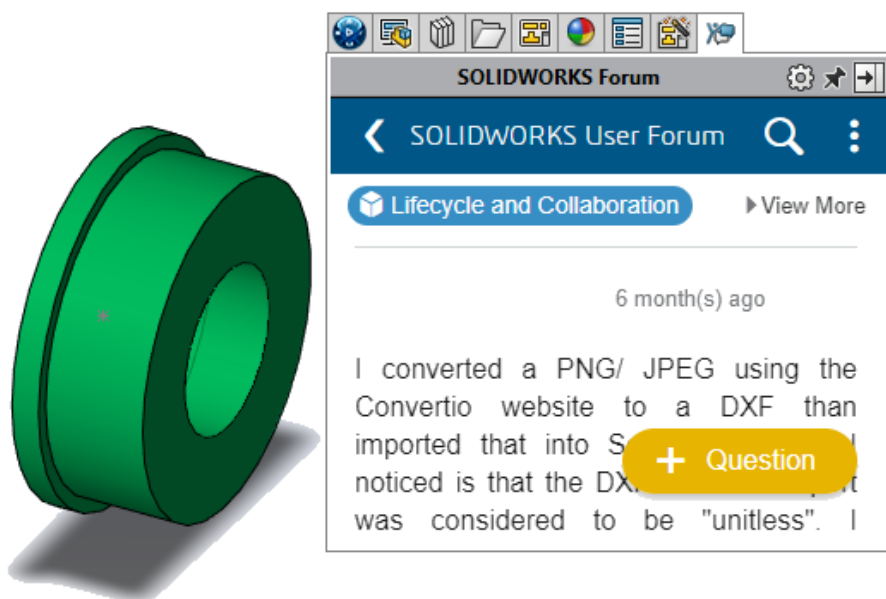 SOLIDWORKS Forum
SOLIDWORKS User Forum
Lifecycle and Collaboration
View More
6 month(s) ago
I converted a PNG/ JPEG using the
Convertio website to a DXF than
imported that into
noticed is that the
was considered to be "unitless". I
+ Question